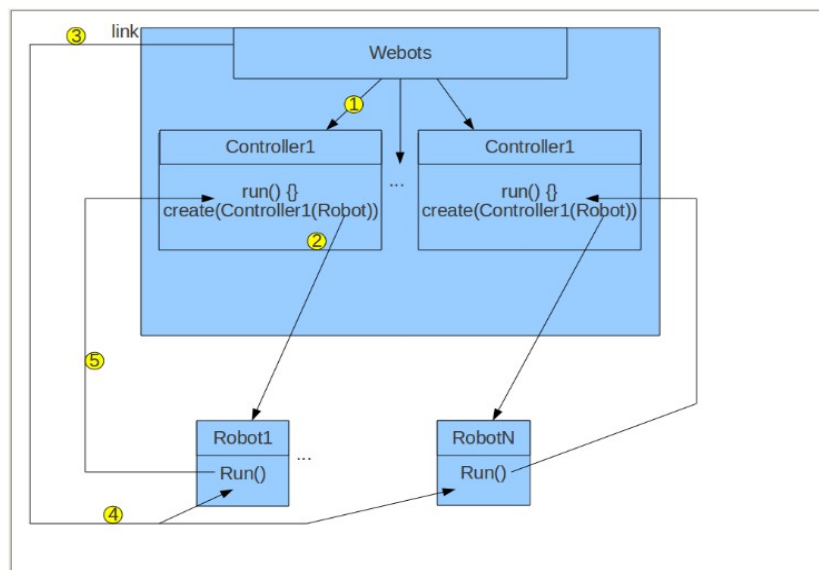 3
link
Webots
1
Controller1
run() {}
create(Controller1(Robot))
2
...
Controller1
run() {}
create(Controller1(Robot))
5
Robot1
Run()
...
RobotN
Run()
4